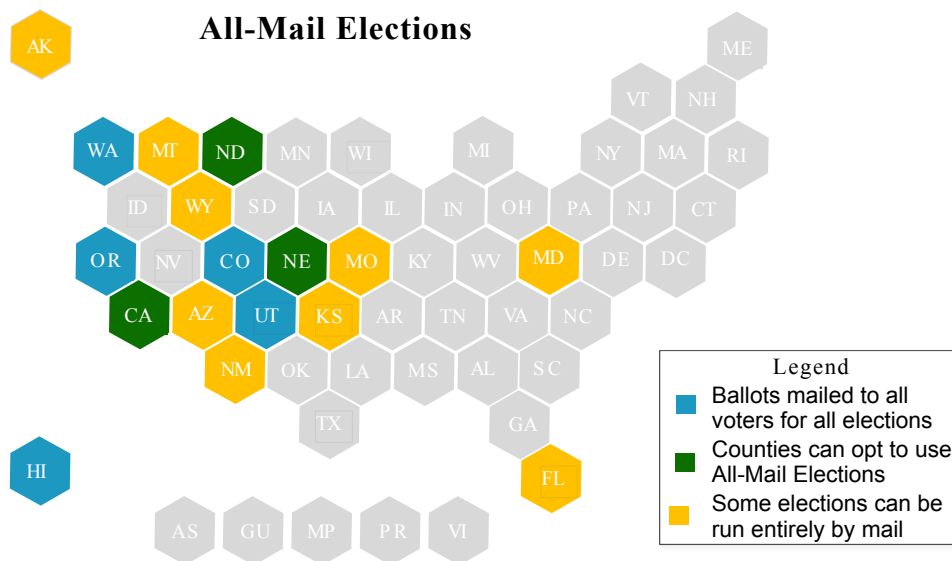 All-Mail Elections
AK
ME
VT NH
WA MT ND MN WI MI NY MA RI
ID WY SD IA IL IN OH PA NJ CT
OR NV CO NE MO KY WV MD DE DC
CA AZ UT KS AR TN VA NC
NM OK LA MS AL SC
TX GA
HI FL
AS GU MP PR VI
Legend
Ballots mailed to all
voters for all elections
Counties can opt to use
All-Mail Elections
Some elections can be
run entirely by mail